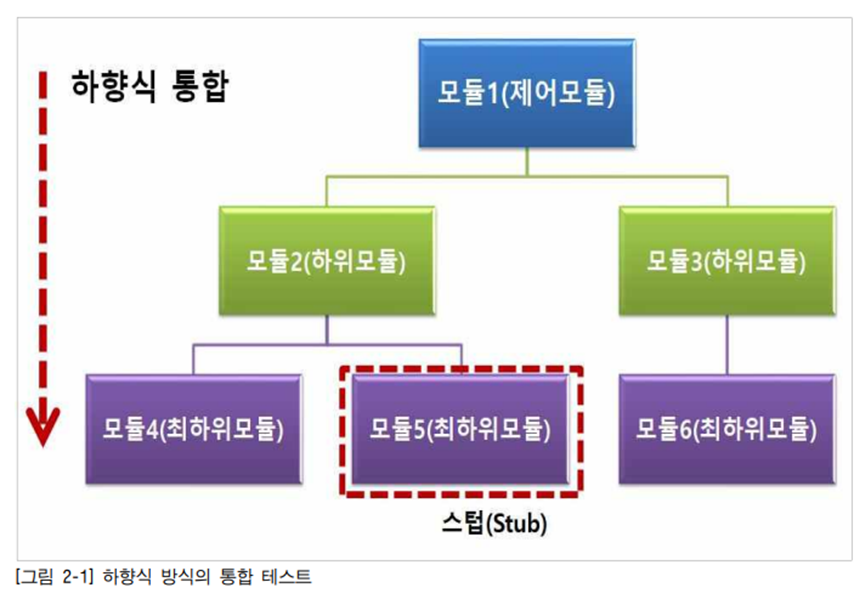 하향식 통합
모듈1(제어모듈)
모듈2(하위모듈)
모듈3(하위모듈)
모듈4(최하위모듈)
모듈5(최하위모듈)
모듈6(최하위모듈)
스텁(Stub)
[그림 2-1] 하향식 방식의 통합 테스트